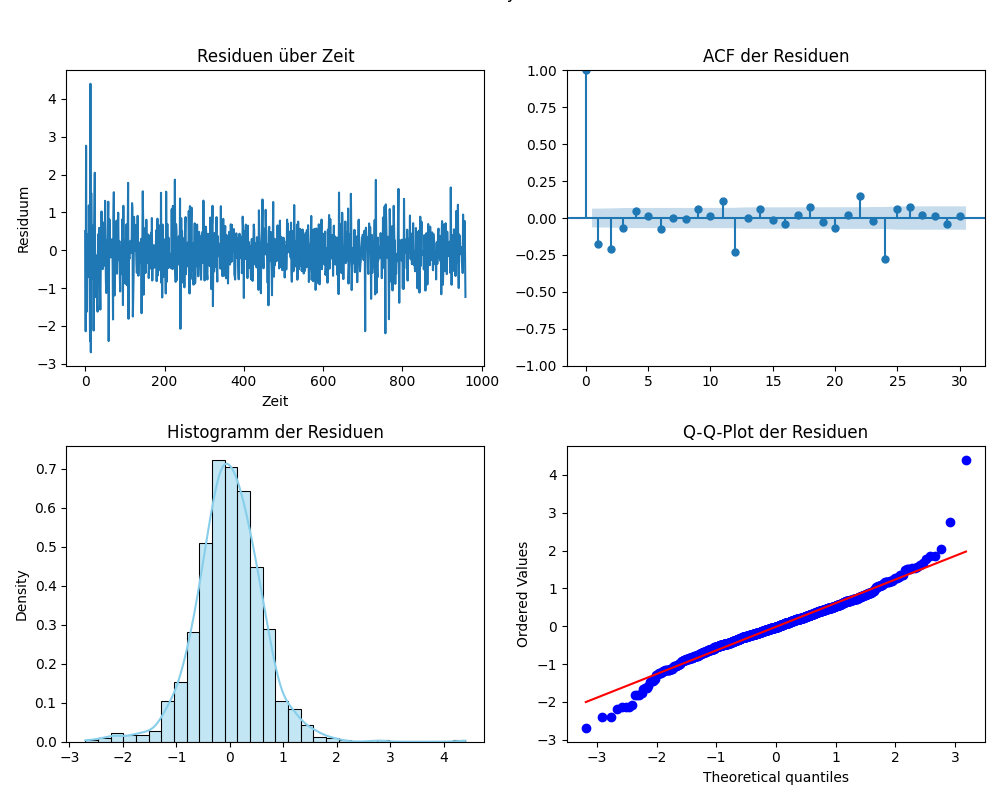 Residuen über Zeit
Residuum
4
3
2
1
0
−1
−2
−3
0 200 400 600 800 1000
Zeit
ACF der Residuen
1.00
0.75
0.50
0.25
0.00
−0.25
−0.50
−0.75
−1.00
0 5 10 15 20 25 30
Histogramm der Residuen
Density
0.7
0.6
0.5
0.4
0.3
0.2
0.1
0.0
−3 −2 −1 0 1 2 3 4
Q-Q-Plot der Residuen
Ordered Values
4
3
2
1
0
−1
−2
−3
−3 −2 −1 0 1 2 3
Theoretical quantiles